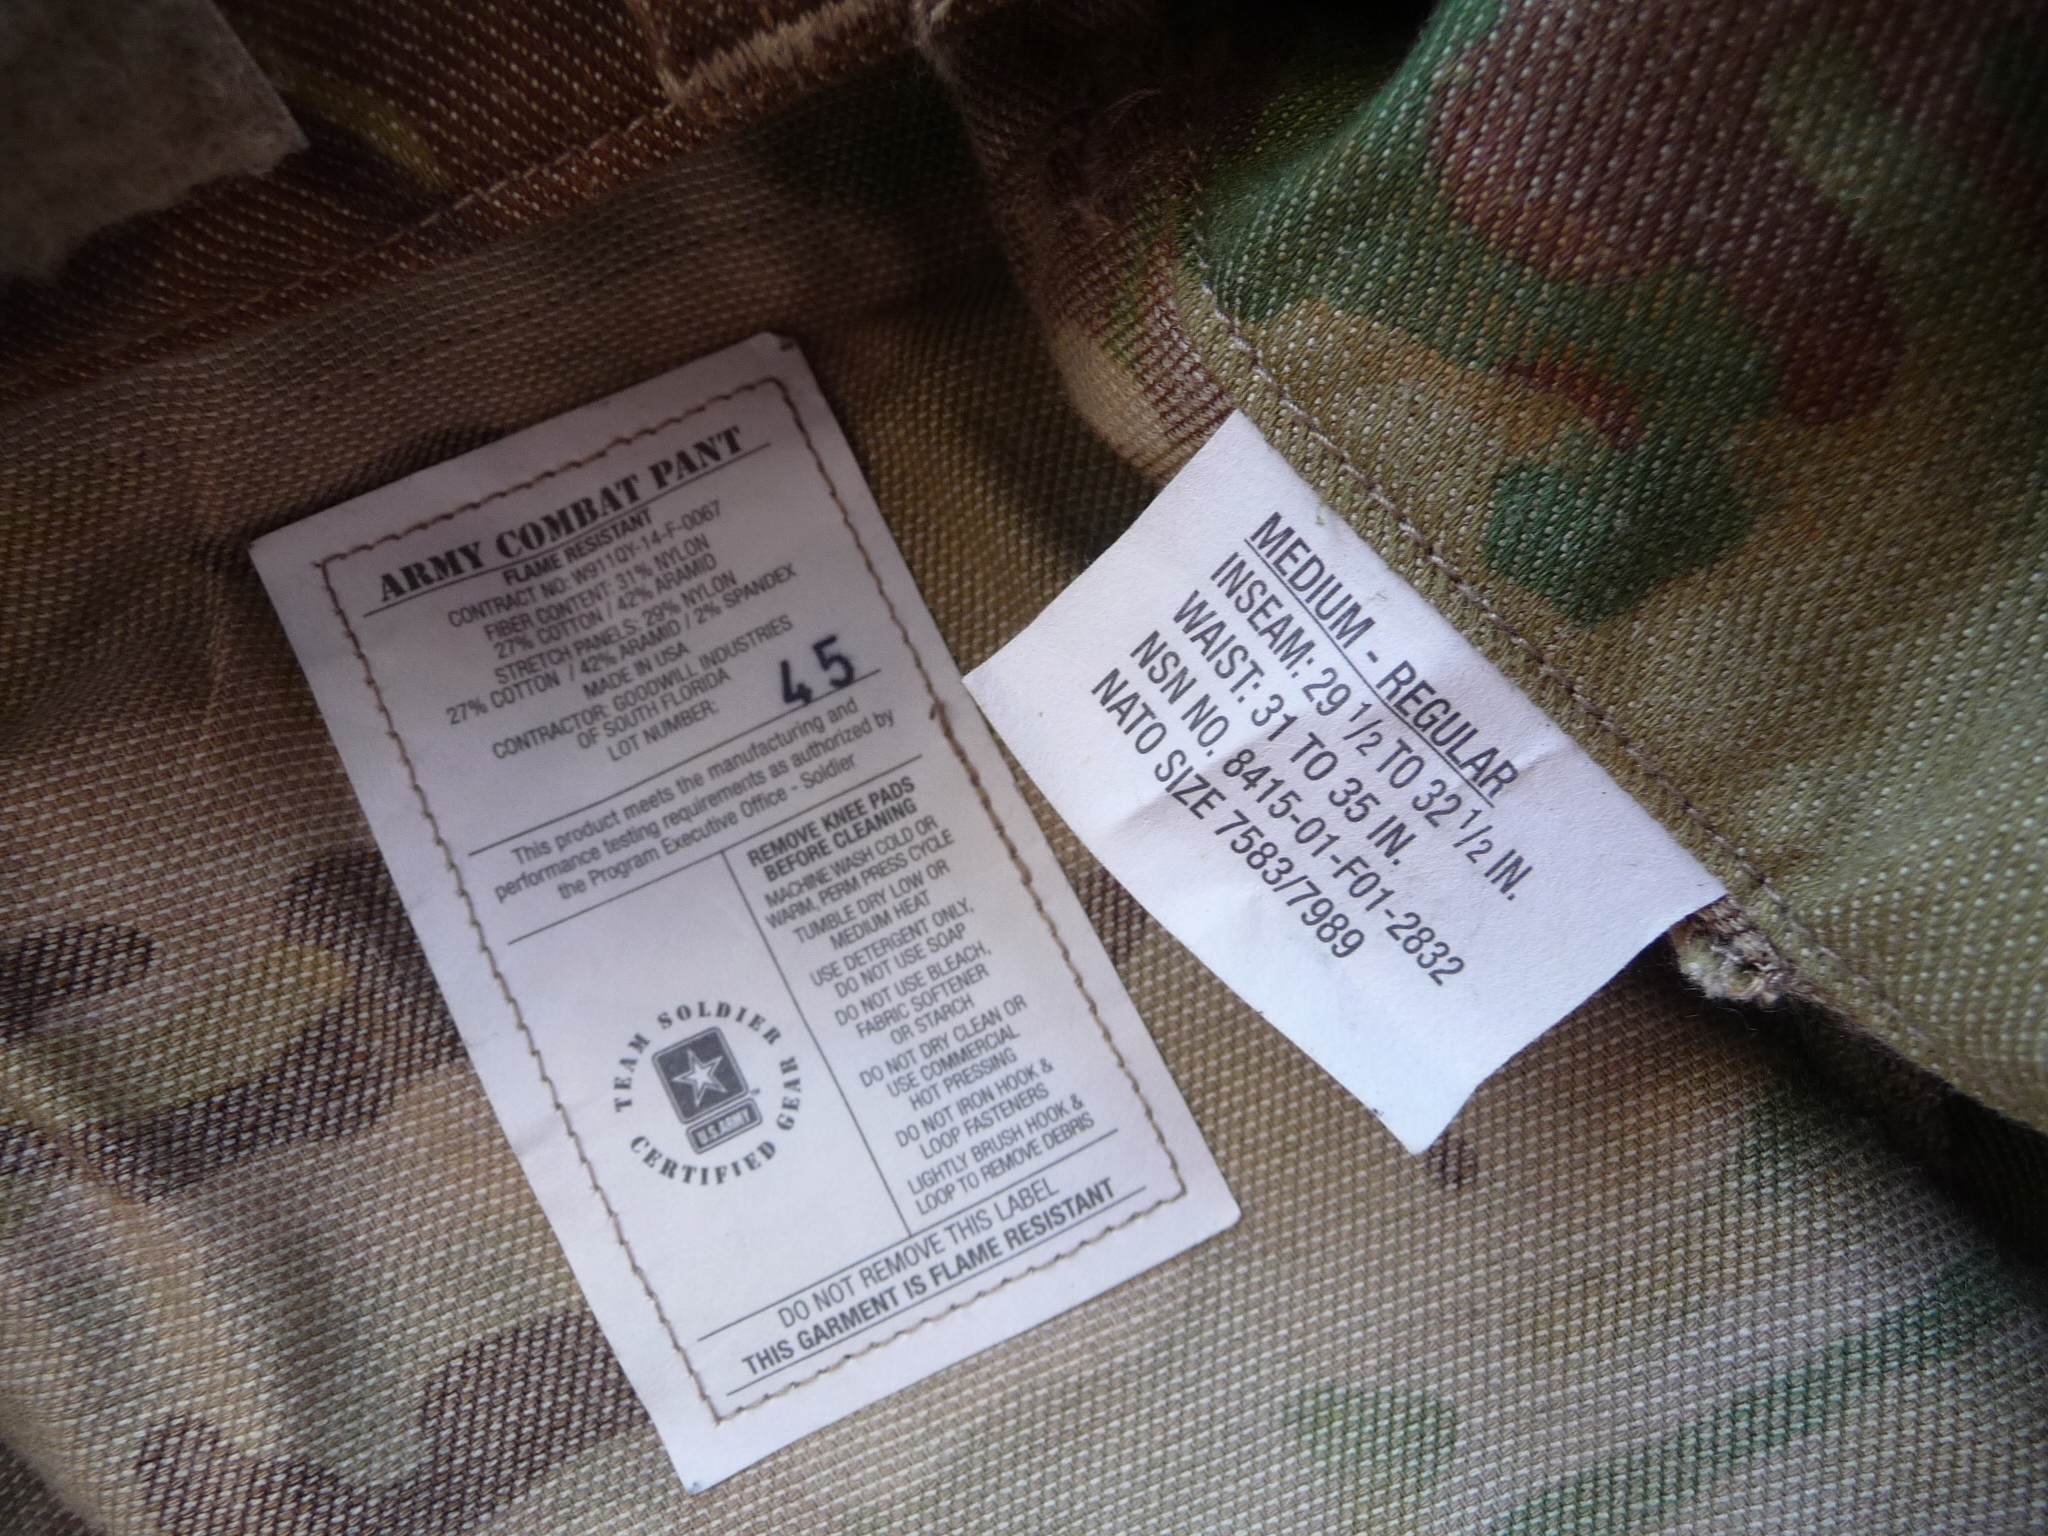 ARMY COMBAT PANT
FLAME RESISTANT
CONTRACT NO: W911QY-14-F-0067
FIBER CONTENT: 31% NYLON
27% COTTON / 42% ARAMID
STRETCH PANELS: 29% NYLON
27% COTTON / 42% ARAMID / 2% SPANDEX
MADE IN USA
CONTRACTOR: GOODWILL INDUSTRIES
OF SOUTH FLORIDA
LOT NUMBER: 45
This product meets the manufacturing and
performance testing requirements as authorized by
the Program Executive Office - Soldier
TEAM SOLDIER
CERTIFIED GEAR
U.S.ARMY
TM
REMOVE KNEE PADS
BEFORE CLEANING
MACHINE WASH COLD OR
WARM, PERM PRESS CYCLE
TUMBLE DRY LOW OR
MEDIUM HEAT
USE DETERGENT ONLY,
DO NOT USE SOAP
DO NOT USE BLEACH,
FABRIC SOFTENER
OR STARCH
DO NOT DRY CLEAN OR
USE COMMERCIAL
HOT PRESSING
DO NOT IRON HOOK &
LOOP FASTENERS
LIGHTLY BRUSH HOOK &
LOOP TO REMOVE DEBRIS
DO NOT REMOVE THIS LABEL
THIS GARMENT IS FLAME RESISTANT
MEDIUM - REGULAR
INSEAM: 29 1/2 TO 32 1/2 IN.
WAIST: 31 TO 35 IN.
NSN NO. 8415-01-F01-2832
NATO SIZE 7583/7989